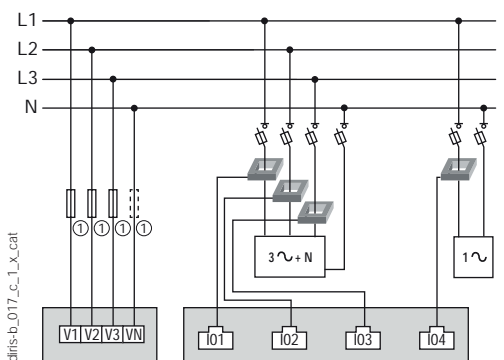 L1
L2
L3
N
1 1 1 1
3∿ + N
1∿
V1 V2 V3 VN
I01 I02 I03 I04
diris-b_017_c_1_x_cat